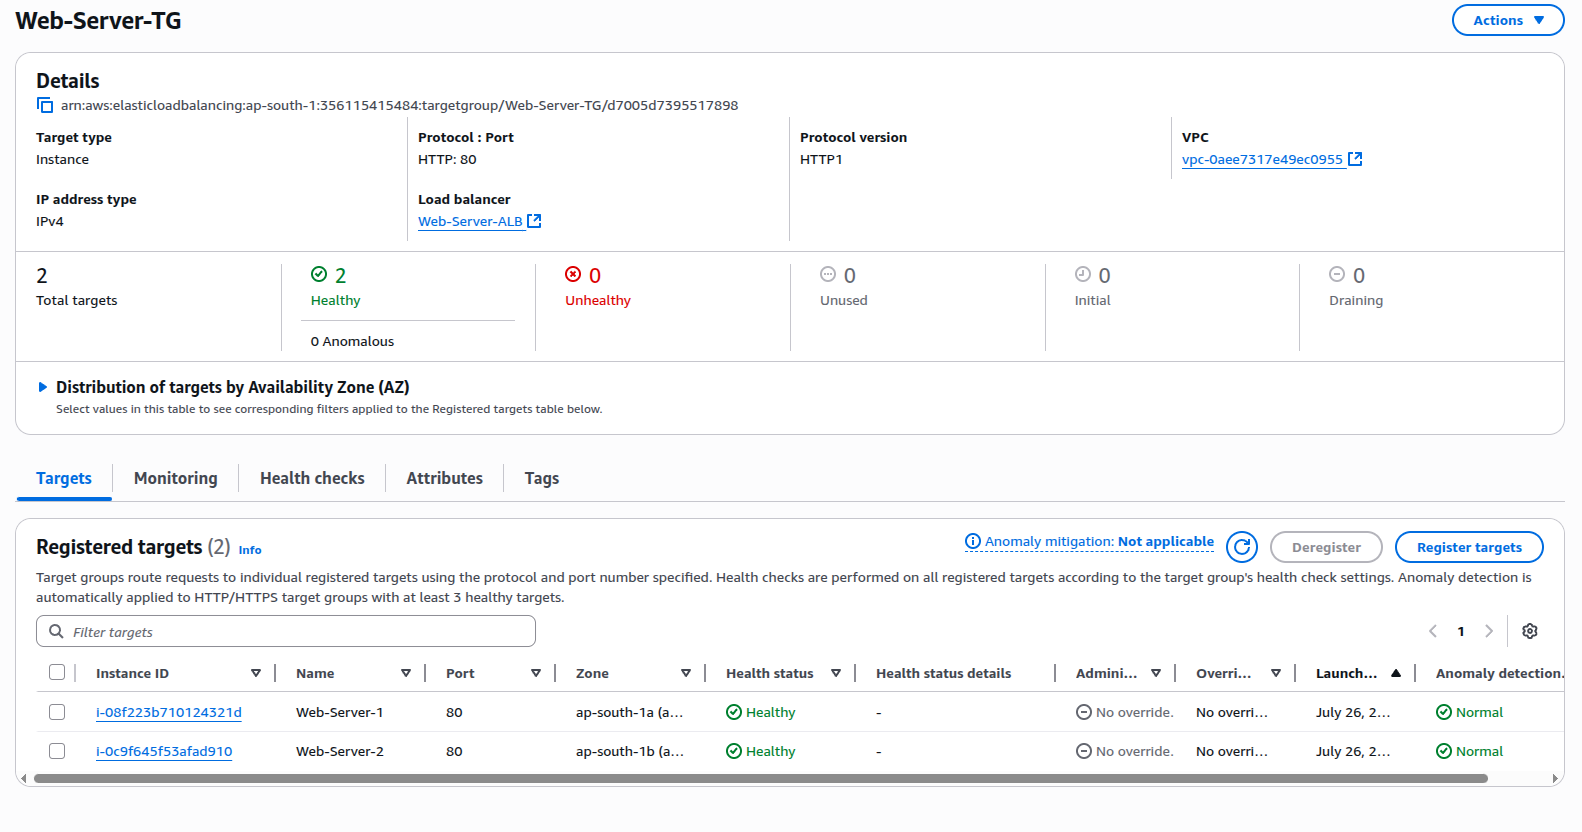 Web-Server-TG
Actions
Details
arn:aws:elasticloadbalancing:ap-south-1:356115415484:targetgroup/Web-Server-TG/d7005d7395517898
Target type
Instance
Protocol : Port
HTTP: 80
Protocol version
HTTP1
VPC
vpc-0aee7317e49ec0955
IP address type
IPv4
Load balancer
Web-Server-ALB
2
Total targets
2
Healthy
0 Anomalous
0
Unhealthy
0
Unused
0
Initial
0
Draining
Distribution of targets by Availability Zone (AZ)
Select values in this table to see corresponding filters applied to the Registered targets table below.
Targets Monitoring Health checks Attributes Tags
Registered targets (2) Info
Anomaly mitigation: Not applicable
Deregister
Register targets
Target groups route requests to individual registered targets using the protocol and port number specified. Health checks are performed on all registered targets according to the target group's health check settings. Anomaly detection is
automatically applied to HTTP/HTTPS target groups with at least 3 healthy targets.
Filter targets
1
Instance ID Name Port Zone Health status Health status details Admini... Overri... Launch... Anomaly detection.
i-08f223b710124321d Web-Server-1 80 ap-south-1a (a... Healthy - No override. No overri... July 26, 2... Normal
i-0c9f645f53afad910 Web-Server-2 80 ap-south-1b (a... Healthy - No override. No overri... July 26, 2... Normal